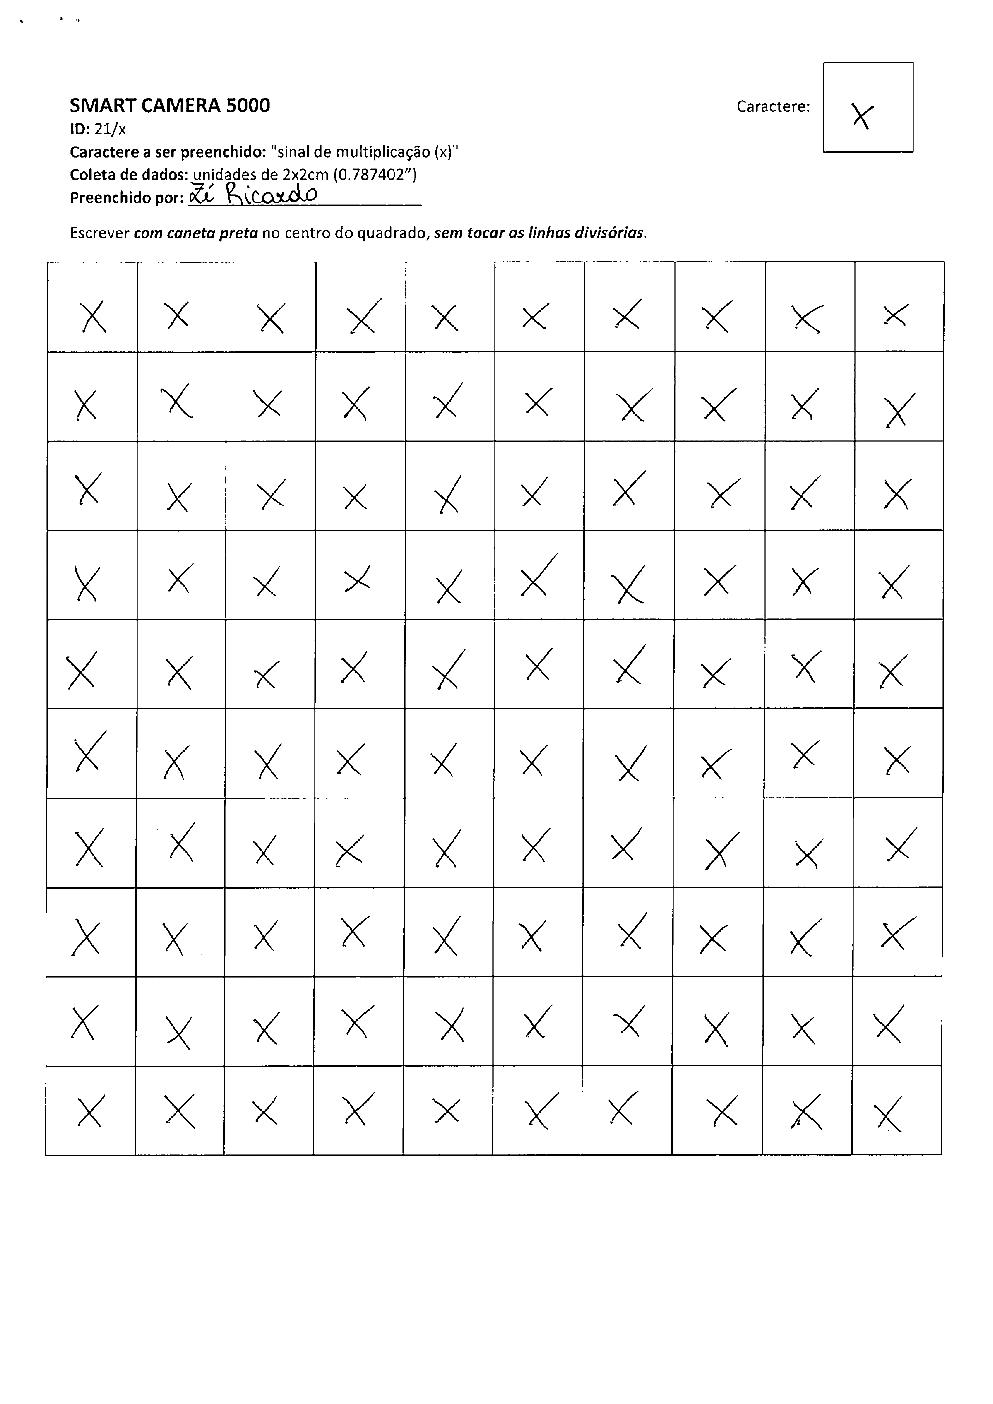 SMART CAMERA 5000
ID: 21/x
Caractere a ser preenchido: "sinal de multiplicação (x)"
Coleta de dados: unidades de 2x2cm (0.787402")
Preenchido por: Zé Ricardo
Caractere: x
Escrever com caneta preta no centro do quadrado, sem tocar as linhas divisórias.
x x x x x x x x x x
x x x x x x x x x x
x x x x x x x x x x
x x x x x x x x x x
x x x x x x x x x x
x x x x x x x x x x
x x x x x x x x x x
x x x x x x x x x x
x x x x x x x x x x
x x x x x x x x x x